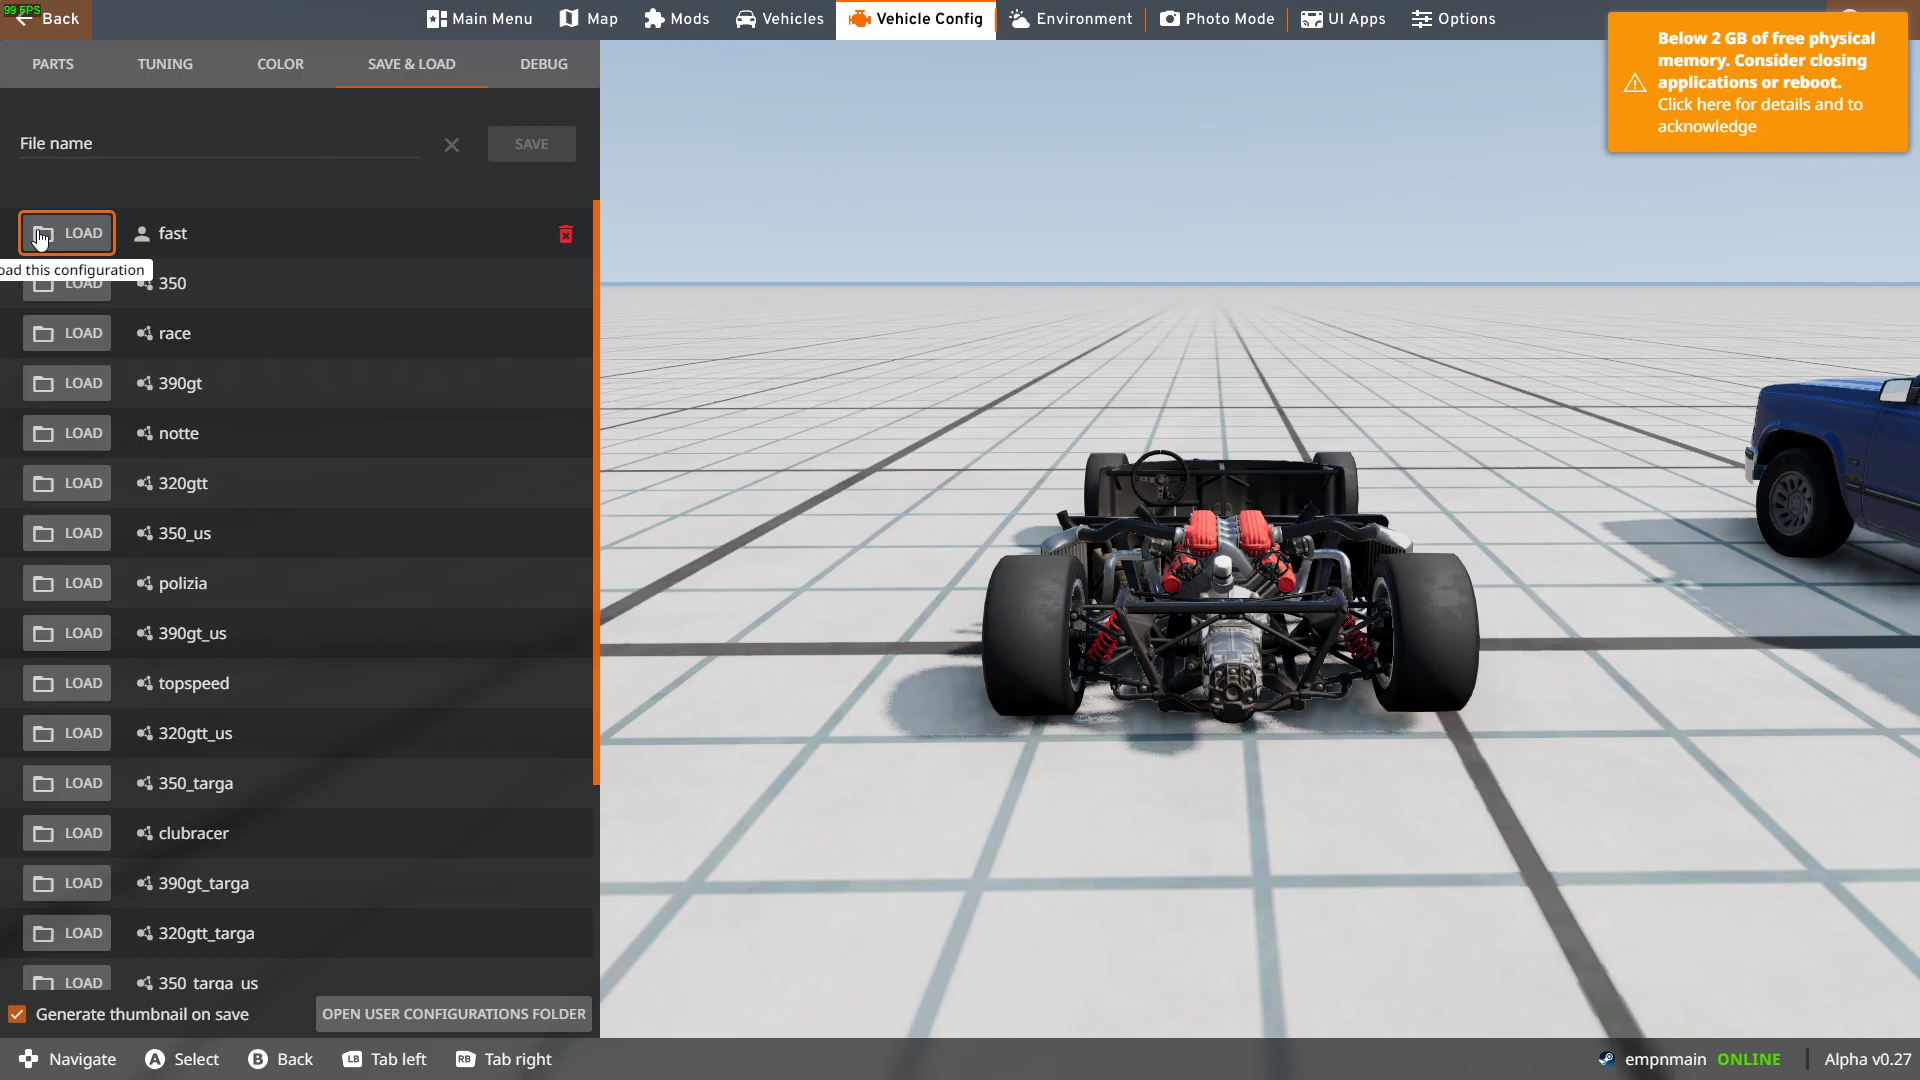 99 FPS
Back
Main Menu
Map
Mods
Vehicles
Vehicle Config
Environment
Photo Mode
UI Apps
Options
Below 2 GB of free physical
memory. Consider closing
applications or reboot.
Click here for details and to
acknowledge
PARTS
TUNING
COLOR
SAVE & LOAD
DEBUG
File name
SAVE
LOAD fast
oad this configuration
LOAD 350
LOAD race
LOAD 390gt
LOAD notte
LOAD 320gtt
LOAD 350_us
LOAD polizia
LOAD 390gt_us
LOAD topspeed
LOAD 320gtt_us
LOAD 350_targa
LOAD clubracer
LOAD 390gt_targa
LOAD 320gtt_targa
LOAD 350_targa_us
Generate thumbnail on save
OPEN USER CONFIGURATIONS FOLDER
Navigate
A Select
B Back
LB Tab left
RB Tab right
empnmain ONLINE
Alpha v0.27